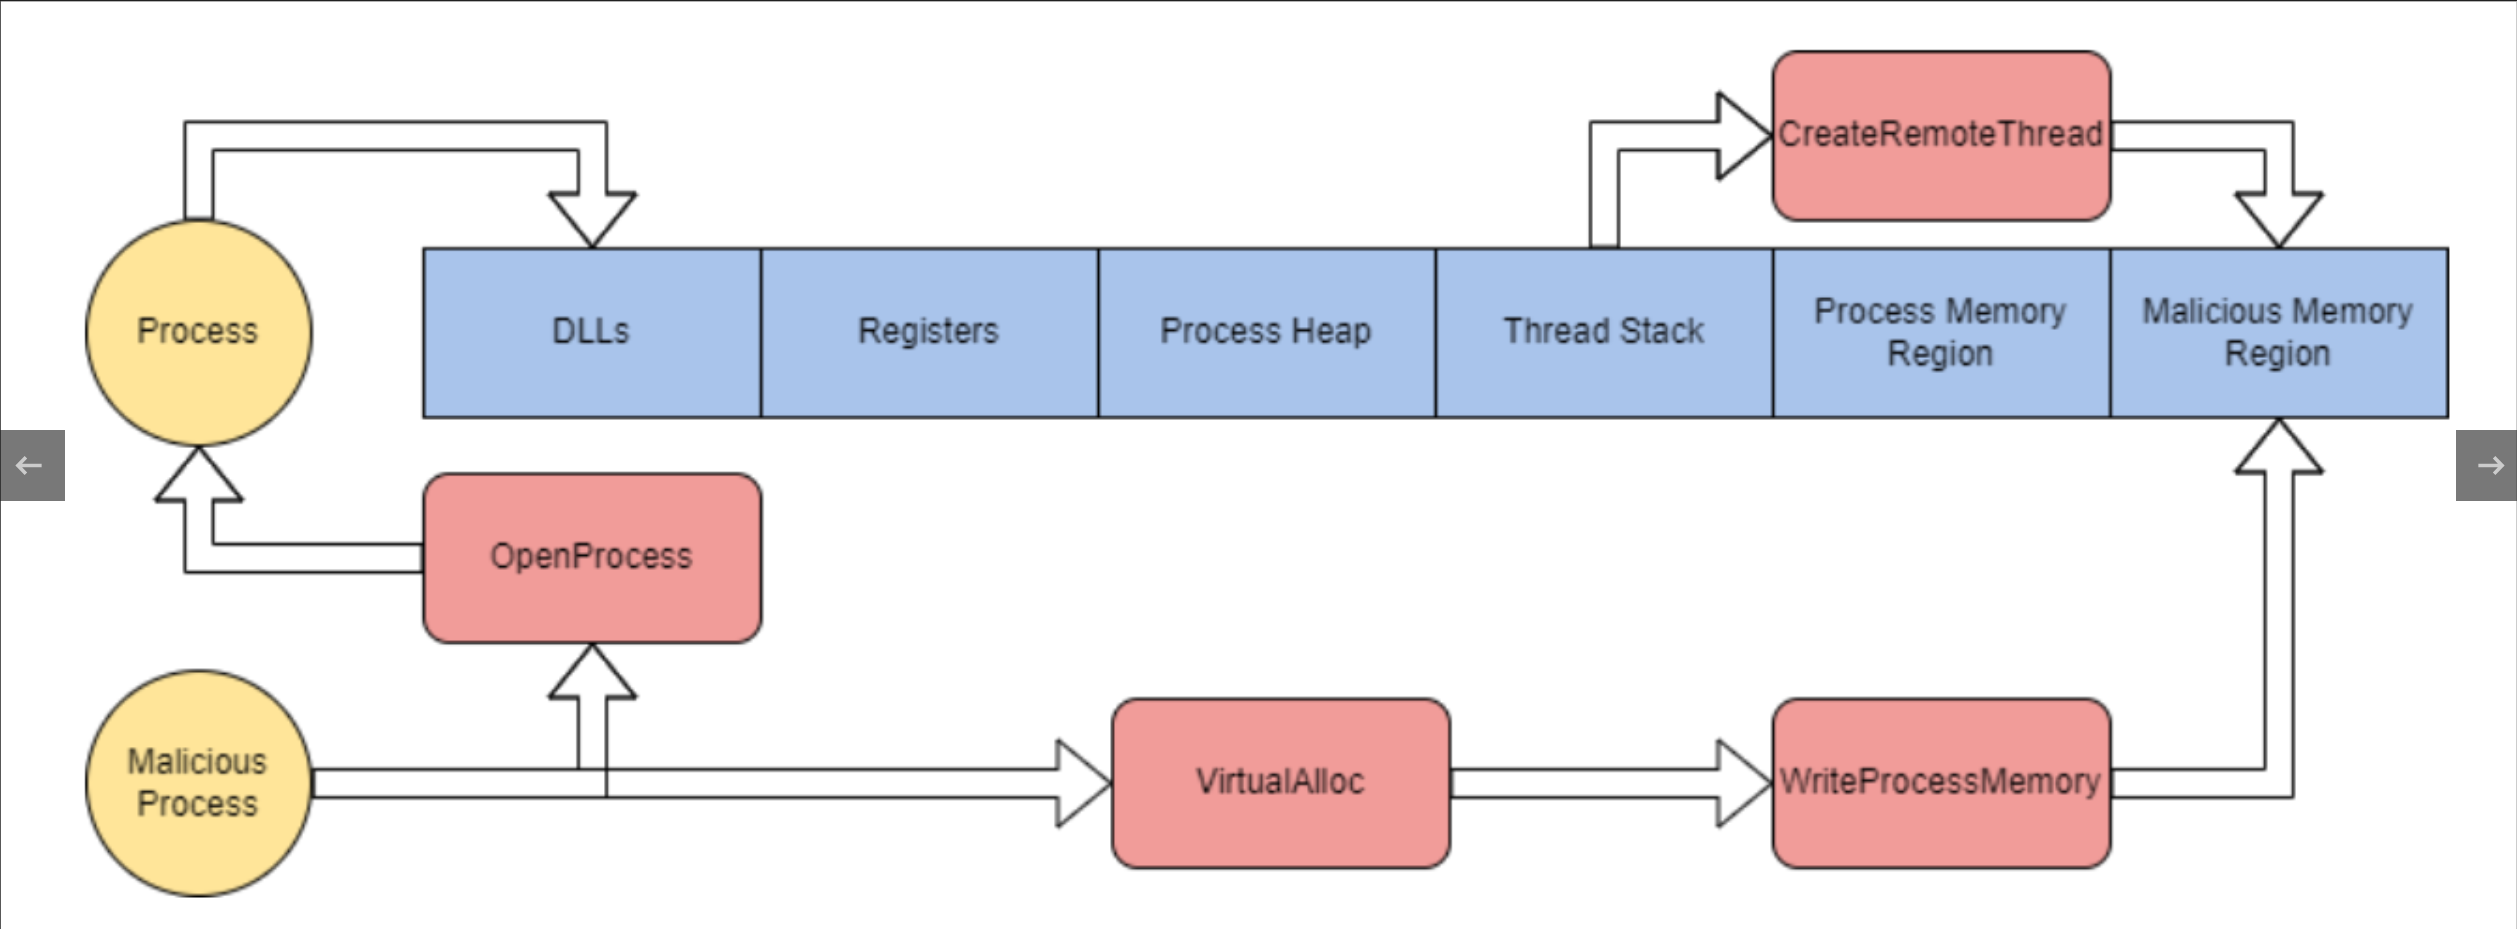 CreateRemoteThread
Process
DLLs
Registers
Process Heap
Thread Stack
Process Memory
Region
Malicious Memory
Region
OpenProcess
Malicious
Process
VirtualAlloc
WriteProcessMemory